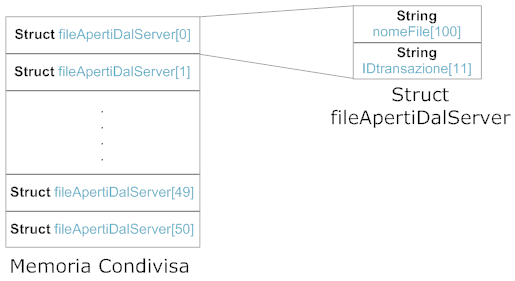 Struct fileApertiDalServer[0]
Struct fileApertiDalServer[1]
.
.
.
.
Struct fileApertiDalServer[49]
Struct fileApertiDalServer[50]
Memoria Condivisa
String
nomeFile[100]
String
IDtransazione[11]
Struct
fileApertiDalServer